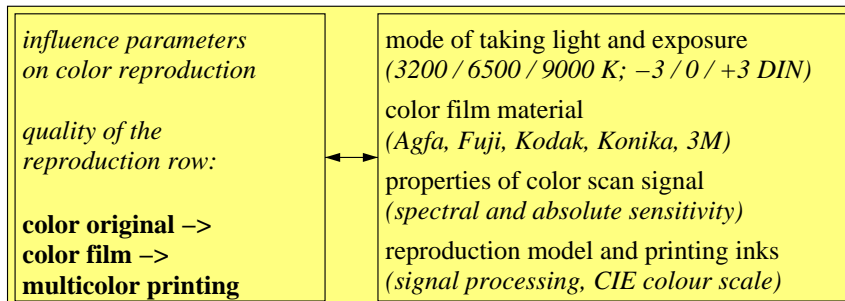 influence parameters
on color reproduction
quality of the
reproduction row:
color original −>
color film −>
multicolor printing
mode of taking light and exposure
(3200 / 6500 / 9000 K; −3 / 0 / +3 DIN)
color film material
(Agfa, Fuji, Kodak, Konika, 3M)
properties of color scan signal
(spectral and absolute sensitivity)
reproduction model and printing inks
(signal processing, CIE colour scale)